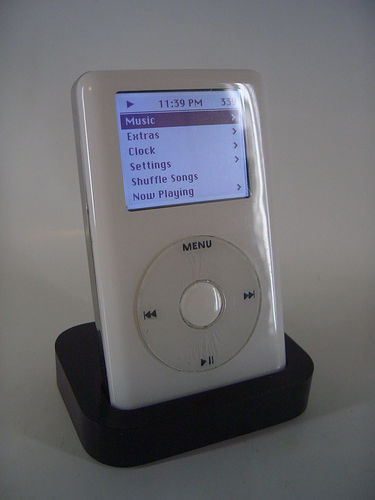 11:39 PM
Music
Extras
Clock
Settings
Shuffle Songs
Now Playing
MENU